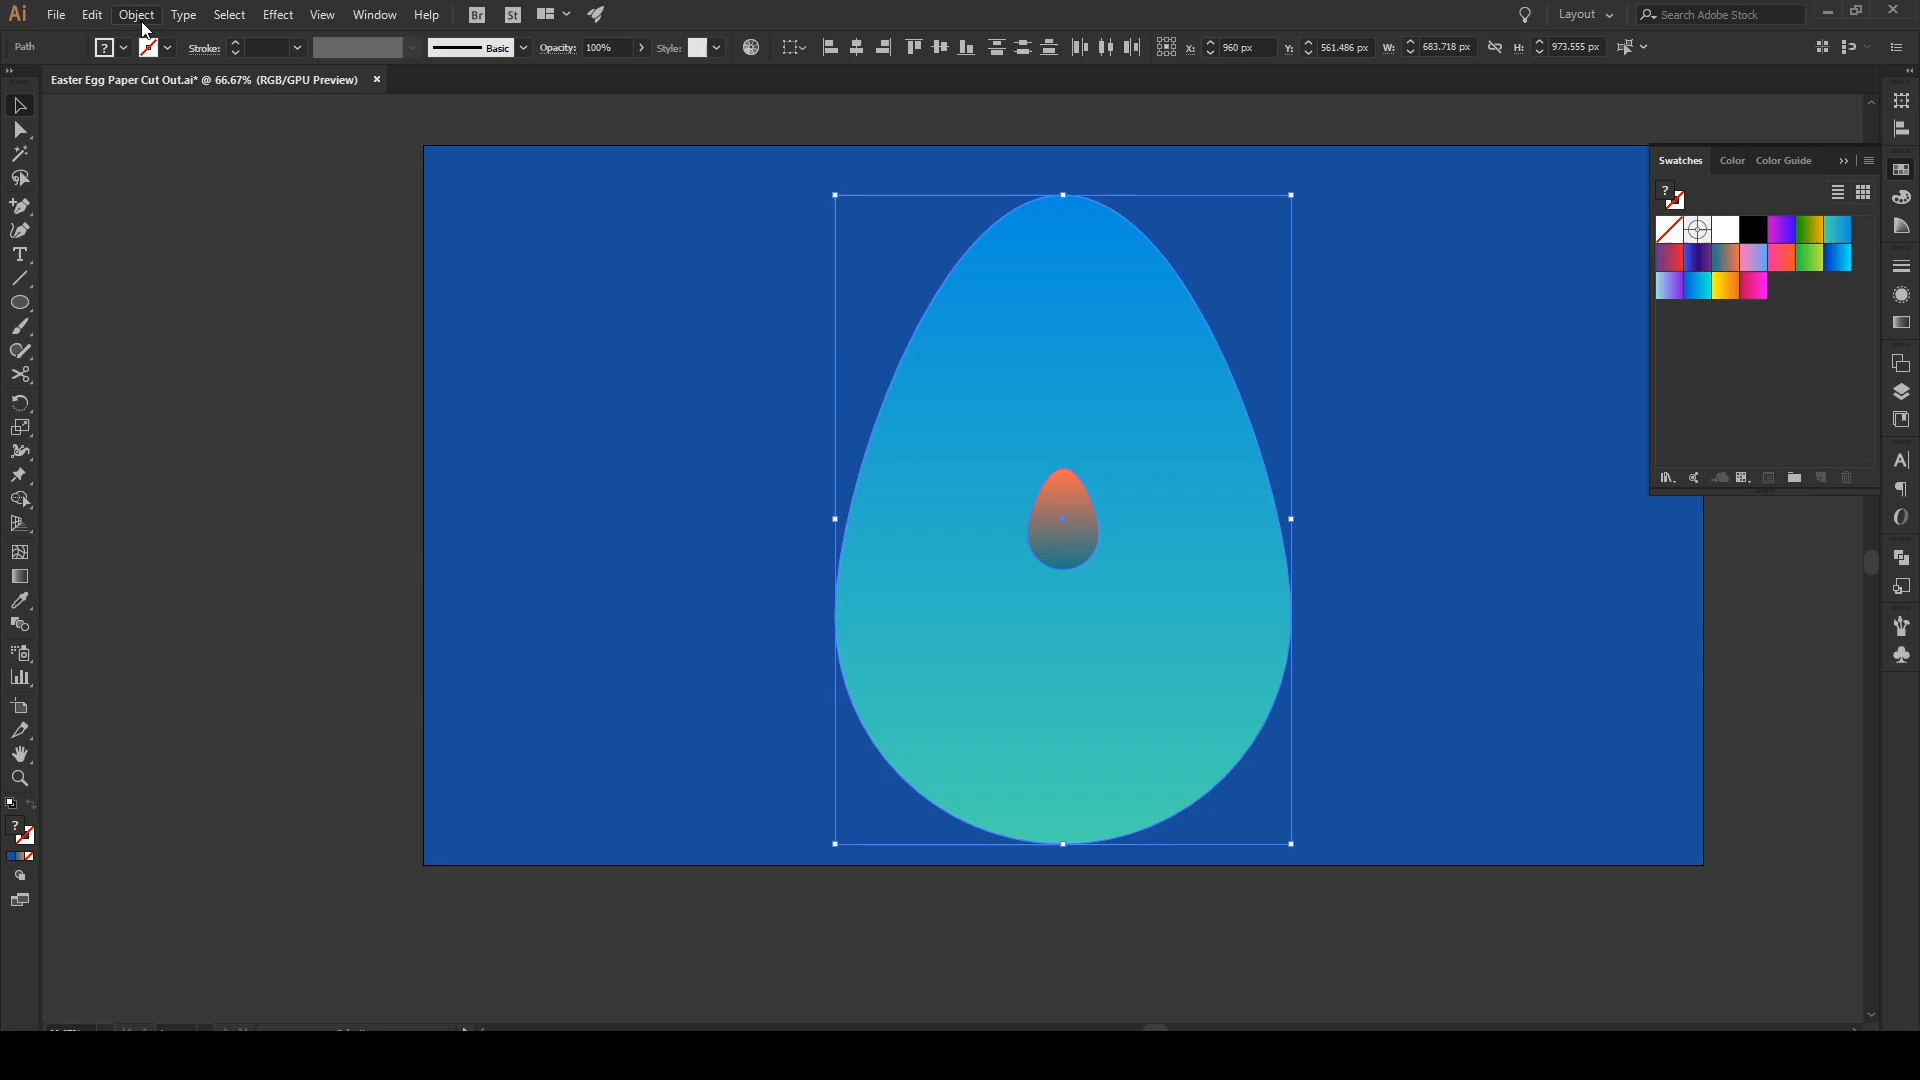 Ai File Edit Object Type Select Effect View Window Help Br St Layout Search Adobe Stock
Path ? Stroke: Basic Opacity: 100% Style: X: 960 px Y: 561.486 px W: 683.718 px H: 973.555 px
Easter Egg Paper Cut Out.ai* @ 66.67% (RGB/GPU Preview)
Swatches Color Color Guide
?
?